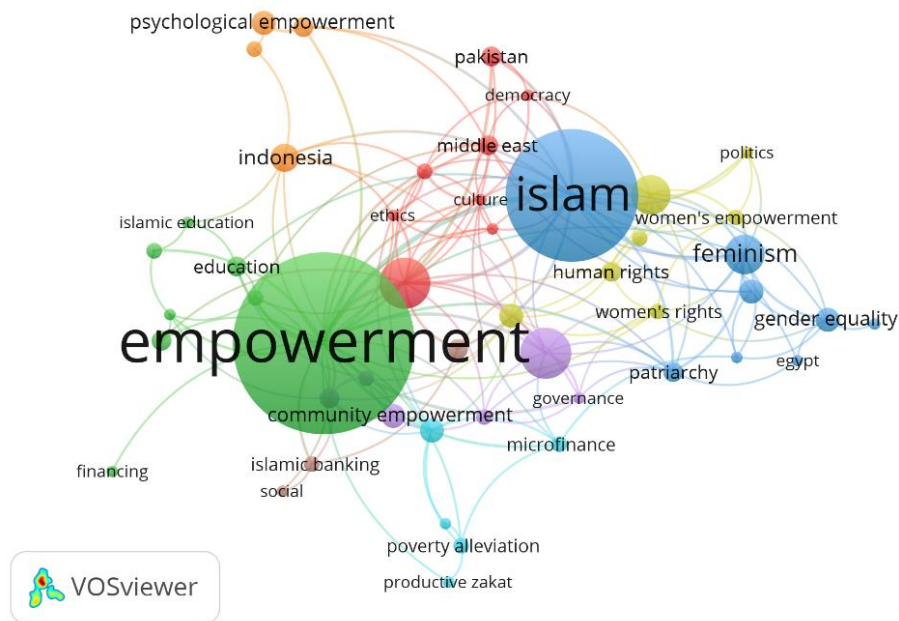 psychological empowerment
pakistan
democracy
middle east
indonesia
politics
islam
culture
ethics
women's empowerment
islamic education
feminism
education
human rights
women's rights
gender equality
empowerment
egypt
patriarchy
governance
community empowerment
microfinance
islamic banking
financing
social
poverty alleviation
productive zakat
VOSviewer